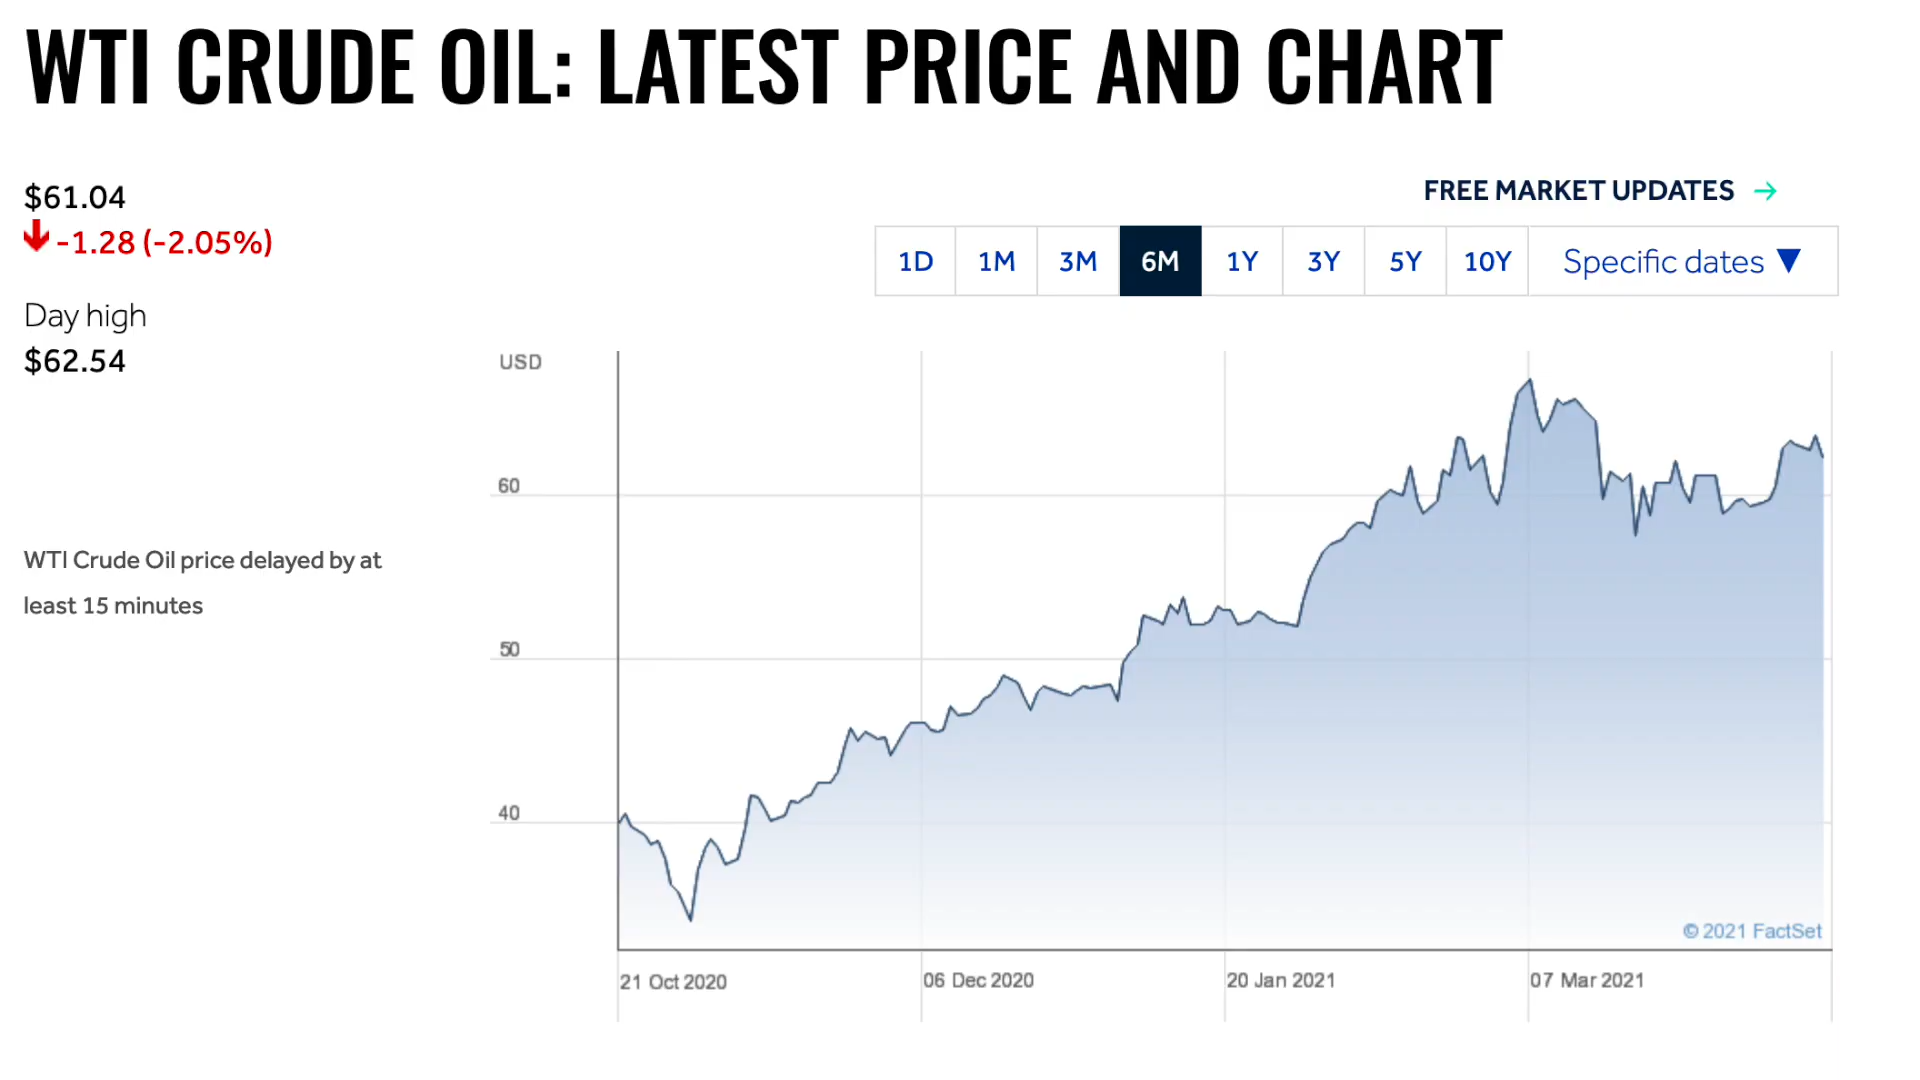 WTI CRUDE OIL: LATEST PRICE AND CHART
$61.04
-1.28 (-2.05%)
Day high
$62.54
WTI Crude Oil price delayed by at
least 15 minutes
FREE MARKET UPDATES →
1D 1M 3M 6M 1Y 3Y 5Y 10Y Specific dates ▼
USD
60
50
40
© 2021 FactSet
21 Oct 2020 06 Dec 2020 20 Jan 2021 07 Mar 2021